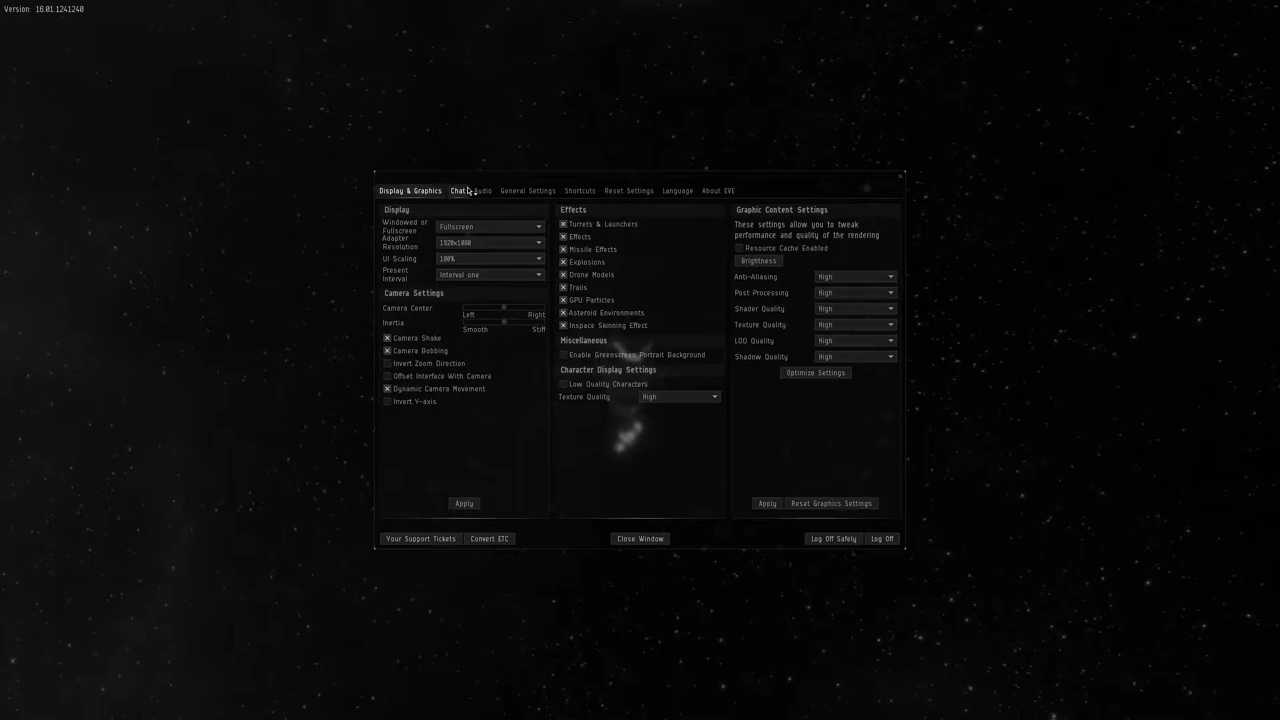 Version: 16.01.1241240
Display & Graphics
Chat
General Settings
Shortcuts
Reset Settings
Language
About EVE
Display
Windowed or Fullscreen
Fullscreen
Adapter Resolution
1920x1080
UI Scaling
100%
Present Interval
Interval one
Camera Settings
Camera Center
Left Right
Inertia
Smooth Stiff
Camera Shake
Camera Bobbing
Invert Zoom Direction
Offset Interface With Camera
Dynamic Camera Movement
Invert Y-axis
Apply
Effects
Turrets & Launchers
Effects
Missile Effects
Explosions
Drone Models
Trails
GPU Particles
Asteroid Environments
Inspace Skinning Effect
Miscellaneous
Enable Greenscreen Portrait Background
Character Display Settings
Low Quality Characters
Texture Quality
High
Graphic Content Settings
These settings allow you to tweak
performance and quality of the rendering
Resource Cache Enabled
Brightness
Anti-Aliasing High
Post Processing High
Shader Quality High
Texture Quality High
LOD Quality High
Shadow Quality High
Optimize Settings
Apply
Reset Graphics Settings
Your Support Tickets
Convert ETC
Close Window
Log Off Safely
Log Off